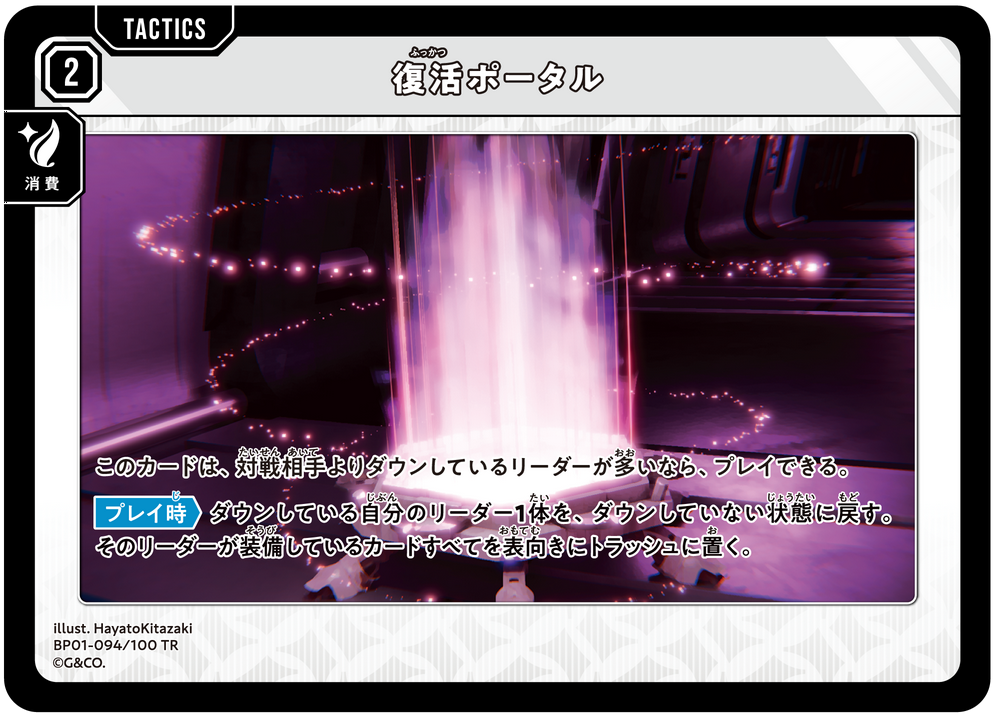 TACTICS
2
復活ポータル
ふっかつ
消費
このカードは、対戦相手よりダウンしているリーダーが多いなら、プレイできる。
たいせん あいて おお
プレイ時 ダウンしている自分のリーダー1体を、ダウンしていない状態に戻す。
じ じぶん たい じょうたい もど
そのリーダーが装備しているカードすべてを表向きにトラッシュに置く。
そうび おもてむ お
illust. HayatoKitazaki
BP01-094/100 TR
©G&CO.